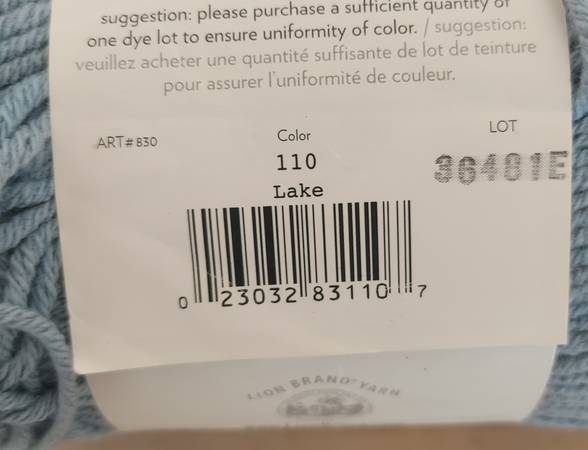 suggestion: please purchase a sufficient quantity of
one dye lot to ensure uniformity of color. / suggestion:
veuillez acheter une quantité suffisante de lot de teinture
pour assurer l'uniformité de couleur.
ART# 830
Color
LOT
110
36481E
Lake
0 23032 83110 7
LION BRAND® YARN